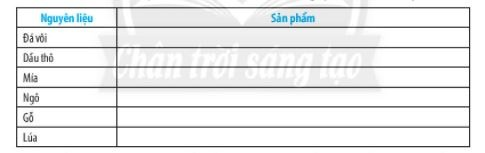 Nguyên liệu Sản phẩm
Đá vôi
Dầu thô
Chân trời sáng tạo
Mía
Ngô
Gỗ
Lúa